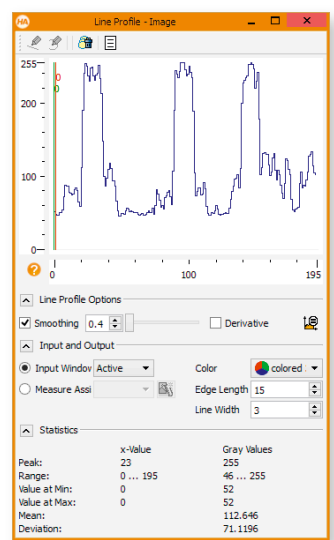 HA Line Profile - Image
255
0
0
200
100
0
0 100 195
Line Profile Options
Smoothing 0.4 Derivative
Input and Output
Input Window Active Color colored
Measure Assi Edge Length 15
Line Width 3
Statistics
x-Value Gray Values
Peak: 23 255
Range: 0 ... 195 46 ... 255
Value at Min: 0 52
Value at Max: 0 52
Mean: 112.646
Deviation: 71.1196